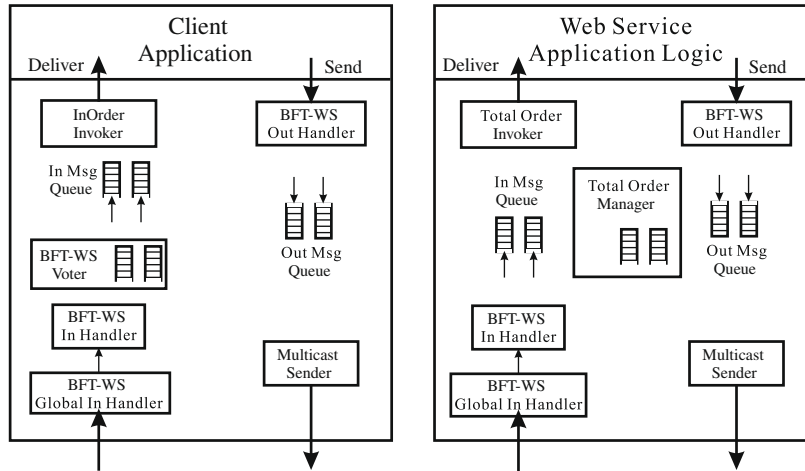 Client
Application
Deliver
Send
InOrder
Invoker
BFT-WS
Out Handler
In Msg
Queue
Out Msg
Queue
BFT-WS
Voter
BFT-WS
In Handler
BFT-WS
Global In Handler
Multicast
Sender
Web Service
Application Logic
Deliver
Send
Total Order
Invoker
BFT-WS
Out Handler
In Msg
Queue
Total Order
Manager
Out Msg
Queue
BFT-WS
In Handler
BFT-WS
Global In Handler
Multicast
Sender